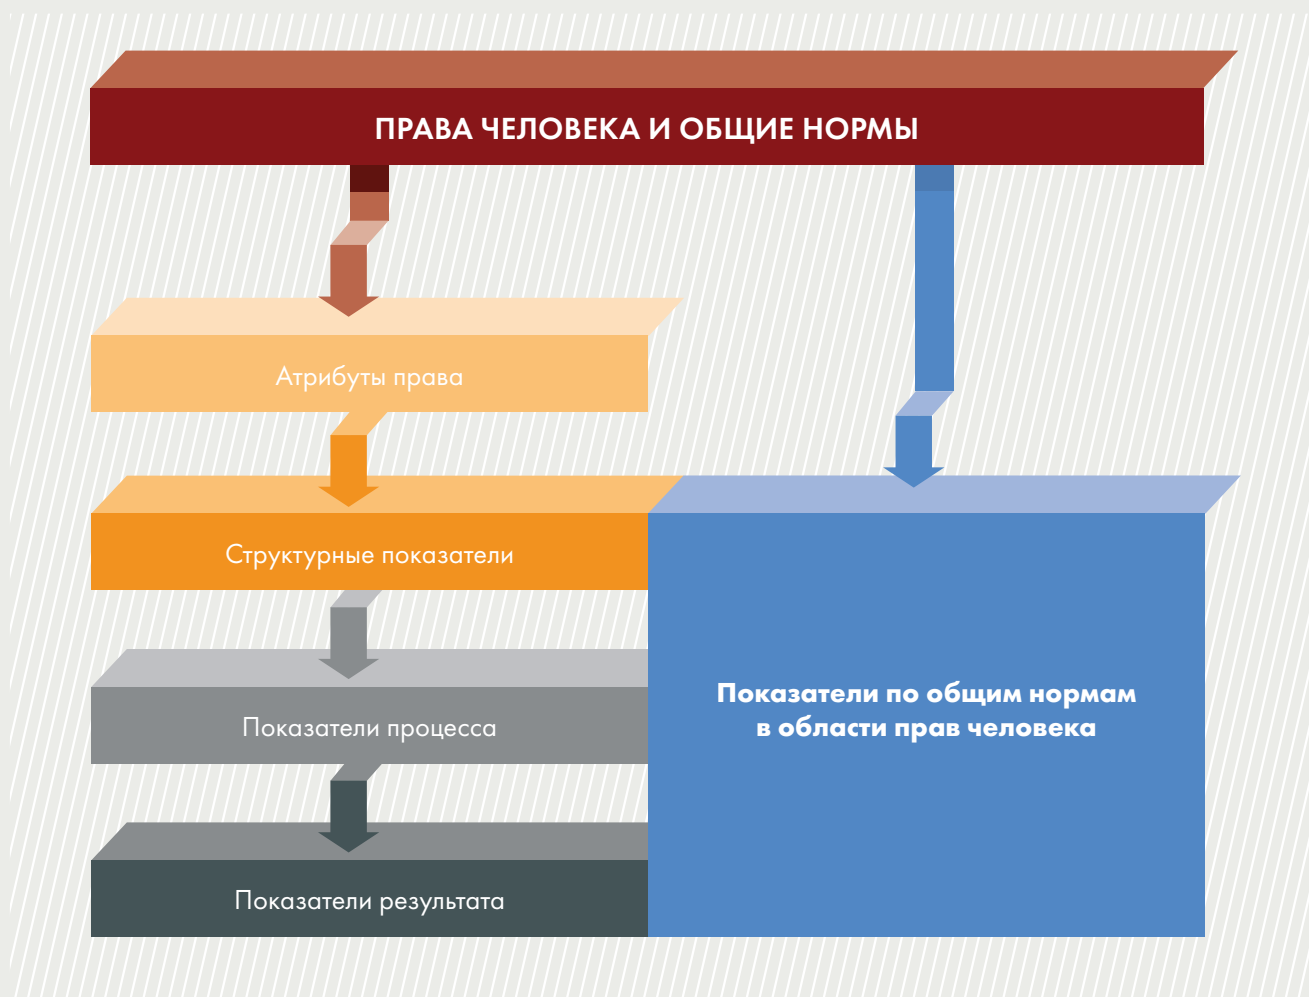 ПРАВА ЧЕЛОВЕКА И ОБЩИЕ НОРМЫ
Атрибуты права
Структурные показатели
Показатели процесса
Показатели результата
Показатели по общим нормам
в области прав человека